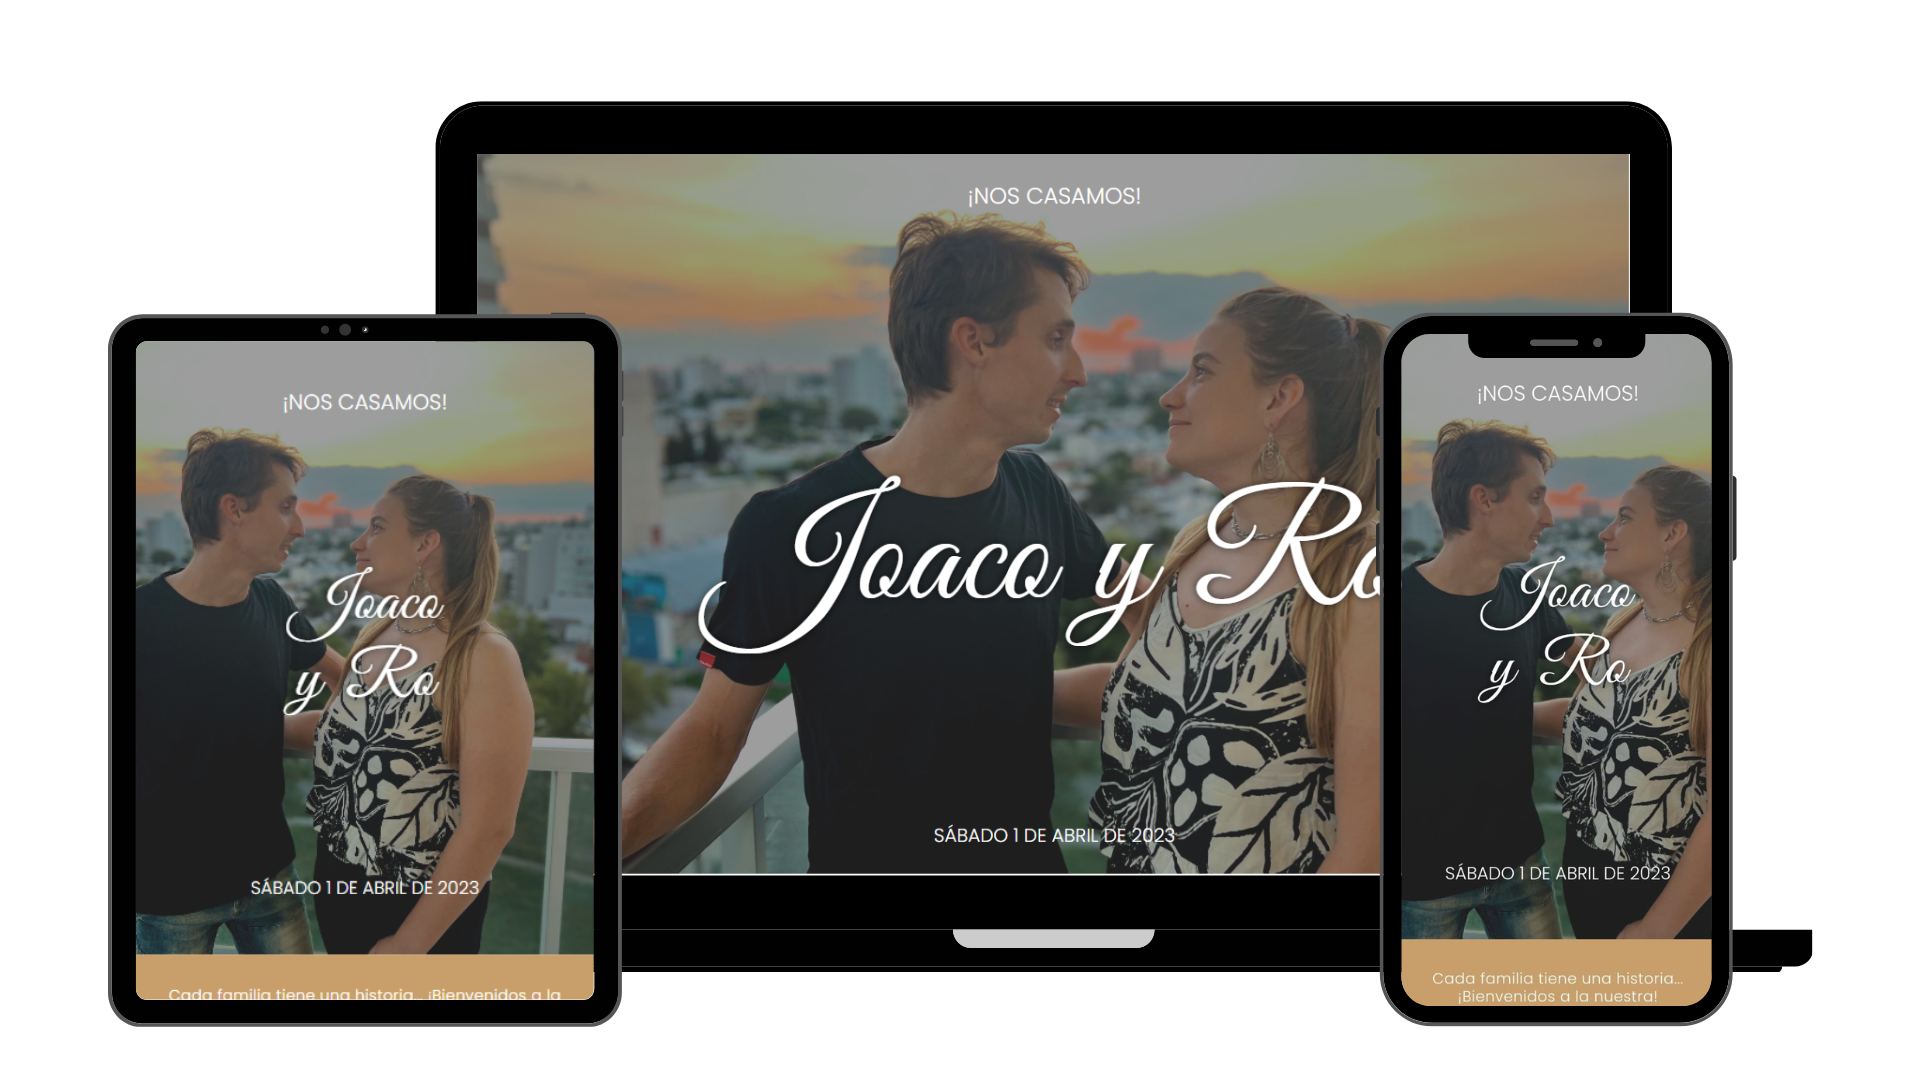 ¡NOS CASAMOS!
Joaco y Ro
SÁBADO 1 DE ABRIL DE 2023
¡NOS CASAMOS!
Joaco
y Ro
SÁBADO 1 DE ABRIL DE 2023
Cada familia tiene una historia... ¡Bienvenidos a la
¡NOS CASAMOS!
Joaco
y Ro
SÁBADO 1 DE ABRIL DE 2023
Cada familia tiene una historia...
¡Bienvenidos a la nuestra!